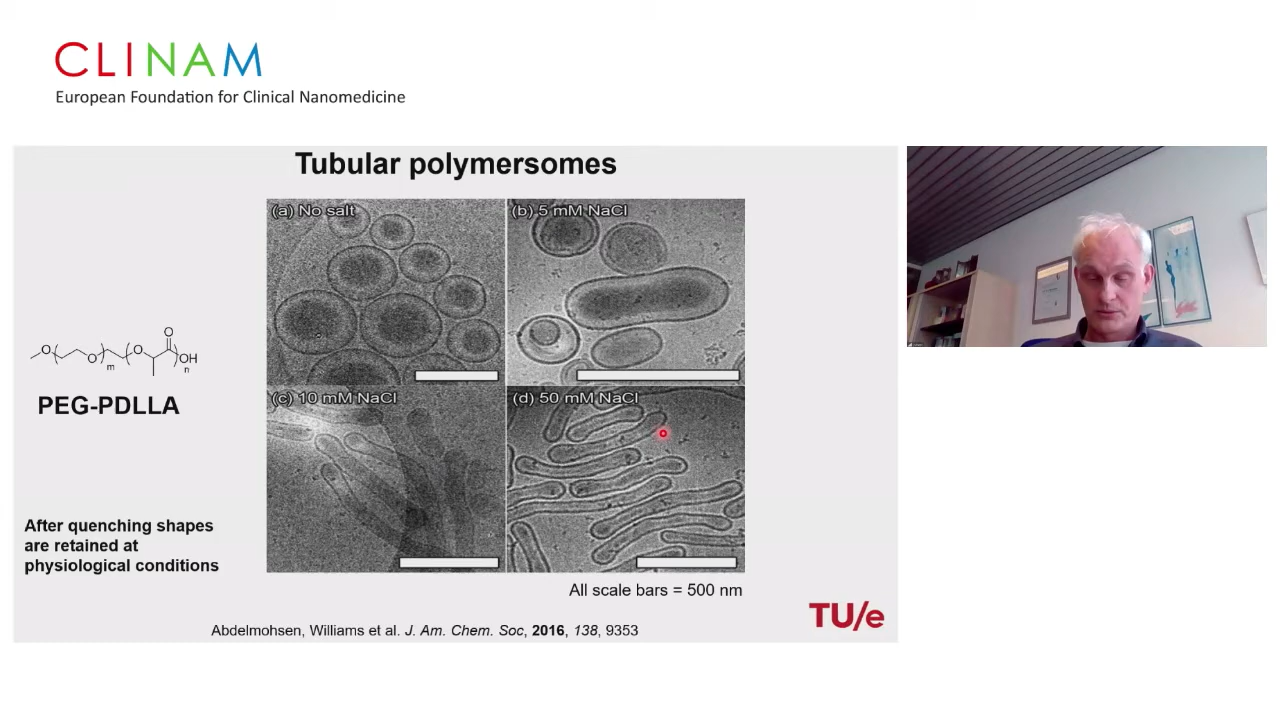 CLINAM
European Foundation for Clinical Nanomedicine
Tubular polymersomes
(a) No salt
(b) 5 mM NaCl
(c) 10 mM NaCl
(d) 50 mM NaCl
O
O
O
O
OH
m
n
PEG-PDLLA
After quenching shapes
are retained at
physiological conditions
All scale bars = 500 nm
TU/e
Abdelmohsen, Williams et al. J. Am. Chem. Soc, 2016, 138, 9353